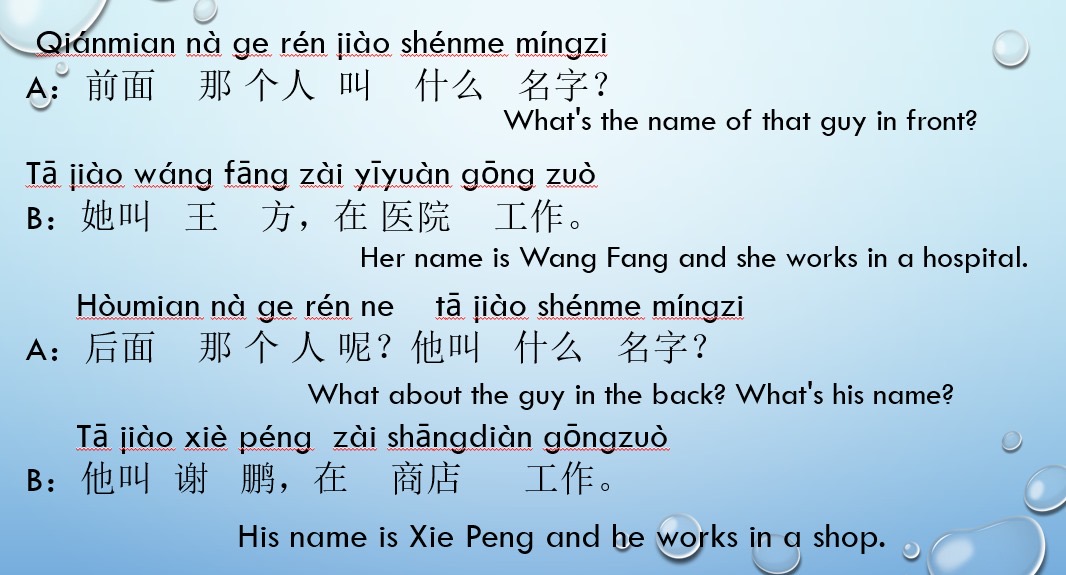 Qiánmian nà ge rén jiào shénme míngzi
A：前面 那 个人 叫 什么 名字？
What's the name of that guy in front?
Tā jiào wáng fāng zài yīyuàn gōng zuò
B：她叫 王 方，在 医院 工作。
Her name is Wang Fang and she works in a hospital.
Hòumian nà ge rén ne tā jiào shénme míngzi
A：后面 那 个 人 呢？他叫 什么 名字？
What about the guy in the back? What's his name?
Tā jiào xiè péng zài shāngdiàn gōngzuò
B：他叫 谢 鹏，在 商店 工作。
His name is Xie Peng and he works in a shop.